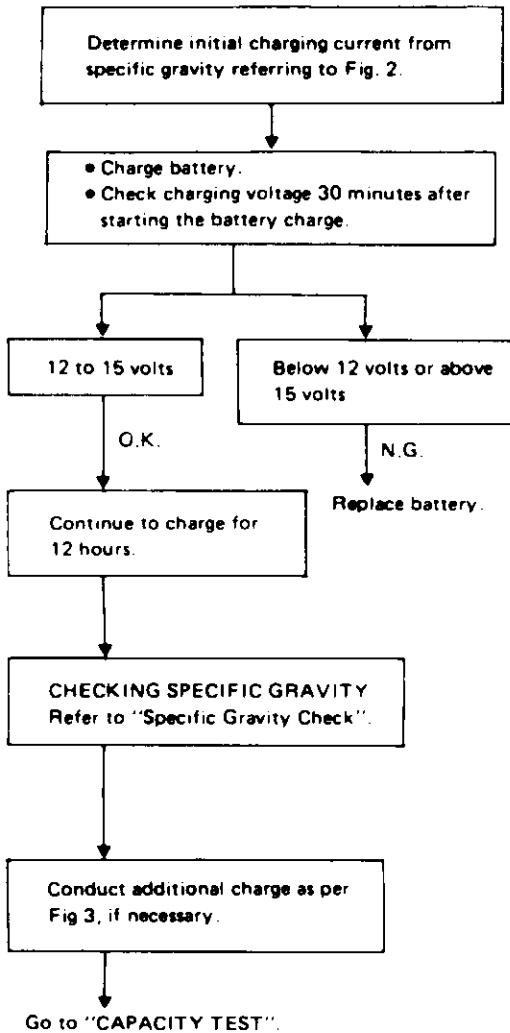 Determine initial charging current from
specific gravity referring to Fig. 2.
• Charge battery.
• Check charging voltage 30 minutes after
starting the battery charge.
12 to 15 volts
Below 12 volts or above
15 volts
O.K.
N.G.
Replace battery.
Continue to charge for
12 hours.
CHECKING SPECIFIC GRAVITY
Refer to "Specific Gravity Check".
Conduct additional charge as per
Fig 3, if necessary.
Go to "CAPACITY TEST".